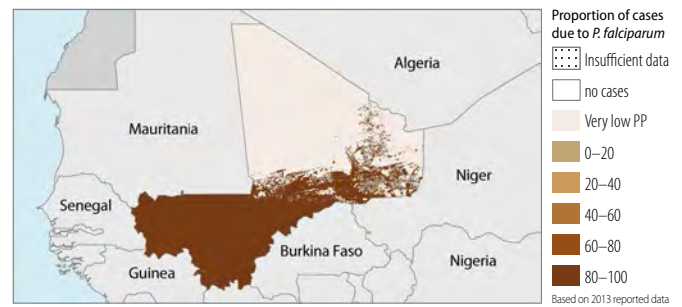 Proportion of cases
due to P. falciparum
Insufficient data
no cases
Very low PP
0–20
20–40
40–60
60–80
80–100
Based on 2013 reported data
Algeria
Mauritania
Niger
Senegal
Burkina Faso
Nigeria
Guinea